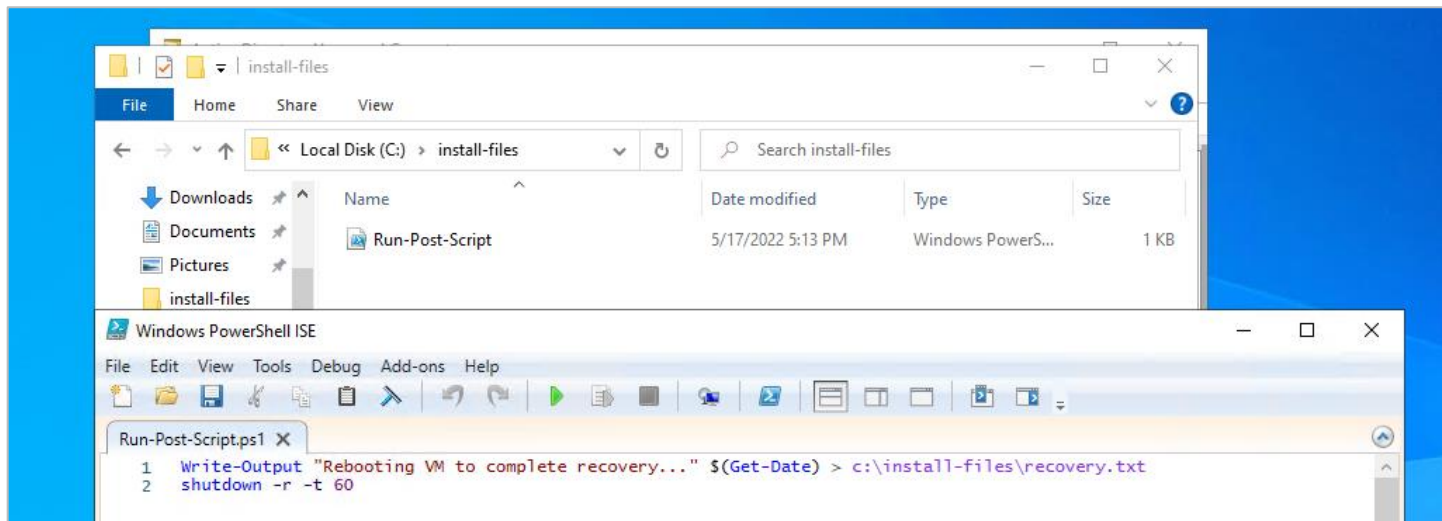 install-files
File Home Share View
« Local Disk (C:) › install-files Search install-files
Name Date modified Type Size
Downloads
Documents
Pictures
install-files
Run-Post-Script 5/17/2022 5:13 PM Windows PowerS... 1 KB
Windows PowerShell ISE
File Edit View Tools Debug Add-ons Help
Run-Post-Script.ps1 X
1 Write-Output "Rebooting VM to complete recovery..." $(Get-Date) > c:\install-files\recovery.txt
2 shutdown -r -t 60